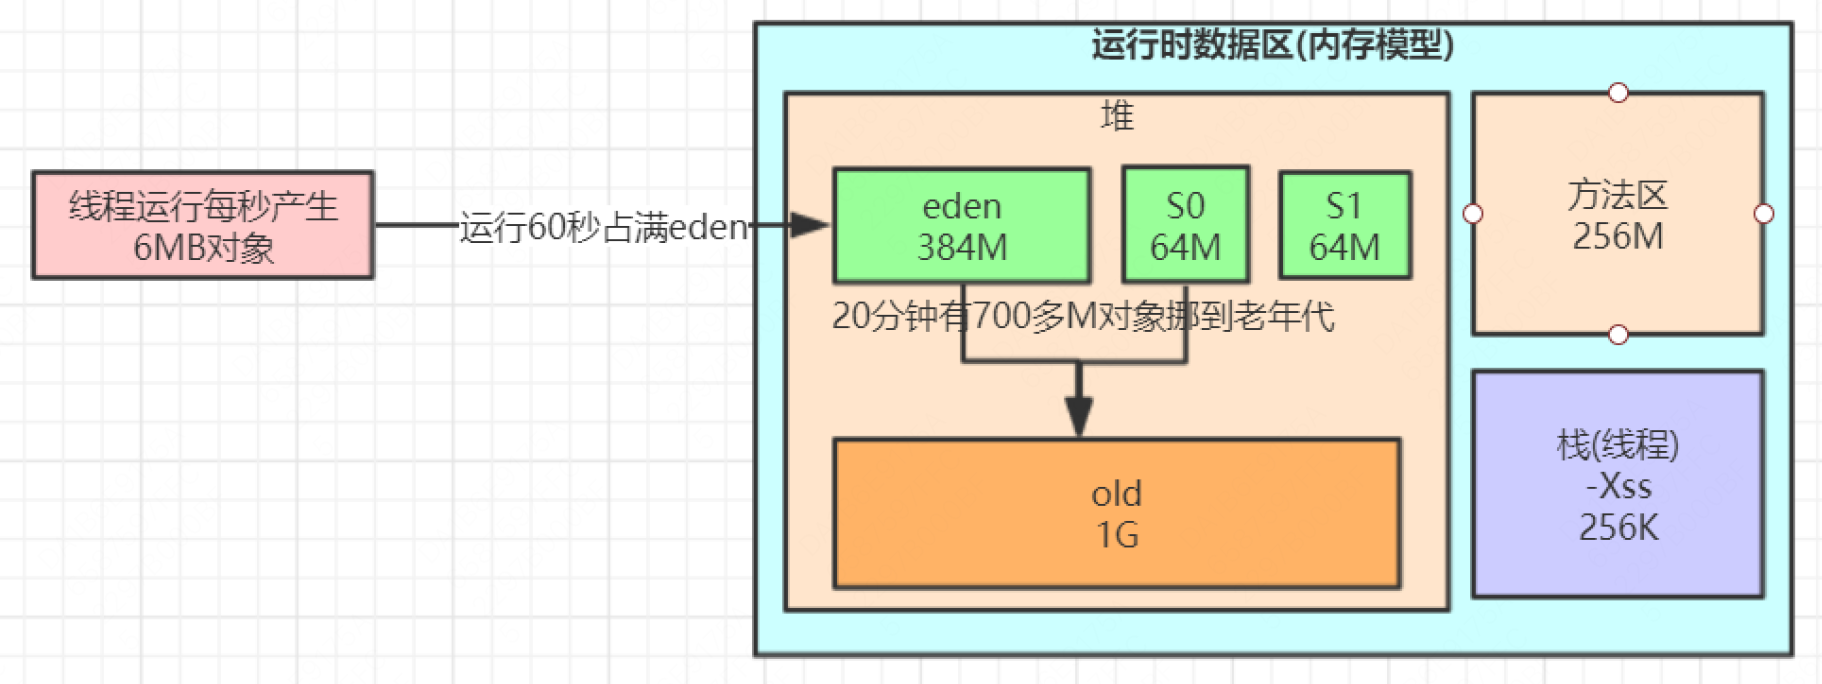 运行时数据区(内存模型)
堆
线程运行每秒产生
6MB对象
运行60秒占满eden
eden
384M
S0
64M
S1
64M
方法区
256M
20分钟有700多M对象挪到老年代
old
1G
栈(线程)
-Xss
256K